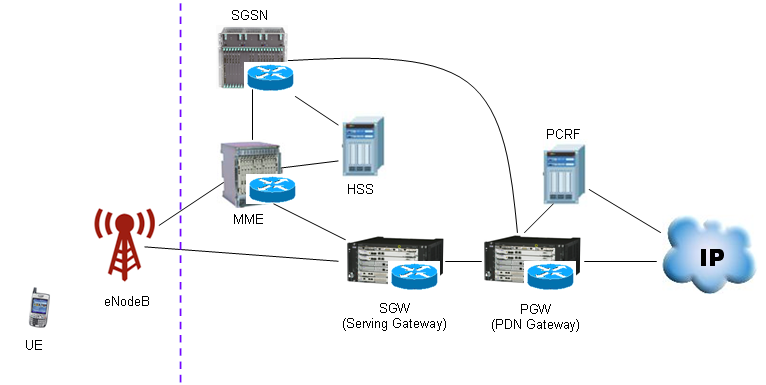 SGSN
PCRF
HSS
MME
IP
eNodeB
SGW
(Serving Gateway)
PGW
(PDN Gateway)
UE